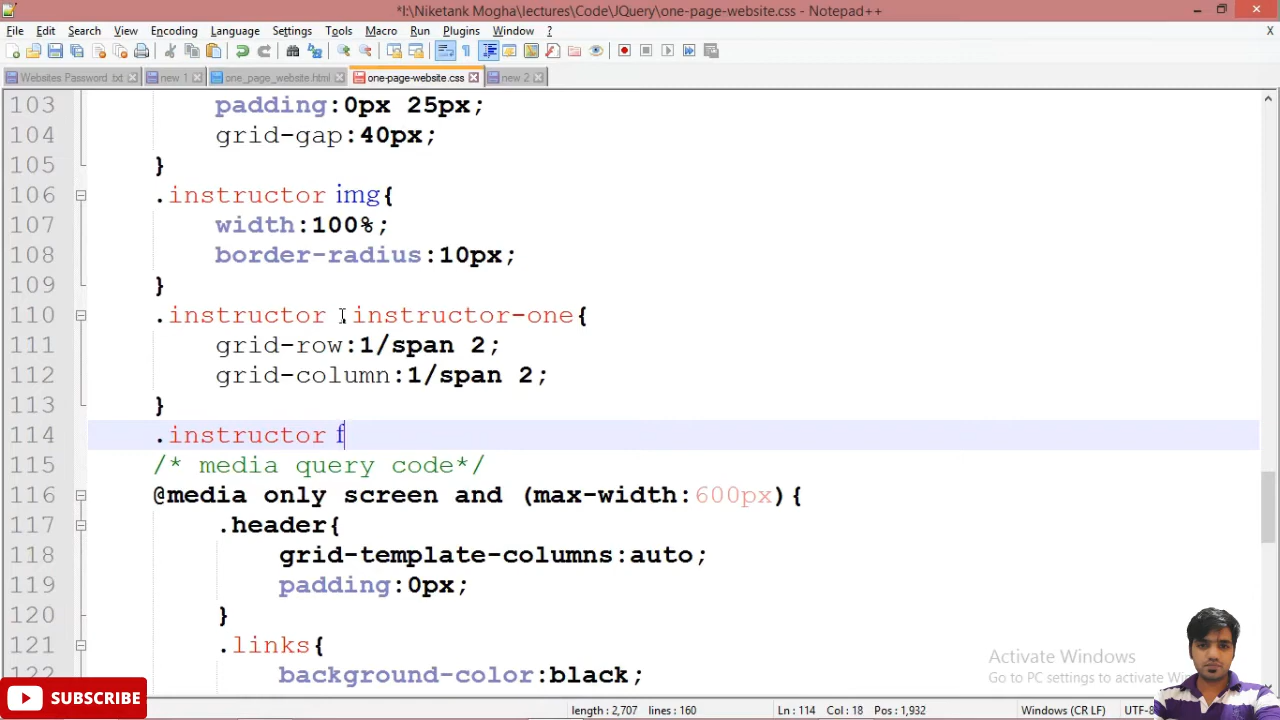 *I:\Niketank Mogha\lectures\Code\JQuery\one-page-website.css - Notepad++
File Edit Search View Encoding Language Settings Tools Macro Run Plugins Window ? X
Websites Password txt new 1 one_page_website.html one-page-website.css new 2
103 padding:0px 25px;
104 grid-gap:40px;
105 }
106 .instructor img{
107 width:100%;
108 border-radius:10px;
109 }
110 .instructor .instructor-one{
111 grid-row:1/span 2;
112 grid-column:1/span 2;
113 }
114 .instructor f
115 /* media query code*/
116 @media only screen and (max-width:600px){
117 .header{
118 grid-template-columns:auto;
119 padding:0px;
120 }
121 .links{
122 background-color:black;
Activate Windows
Go to PC settings to activate Win
SUBSCRIBE
length : 2,707 lines : 160 Ln : 114 Col : 18 Pos : 1,932 Windows (CR LF) UTF-8